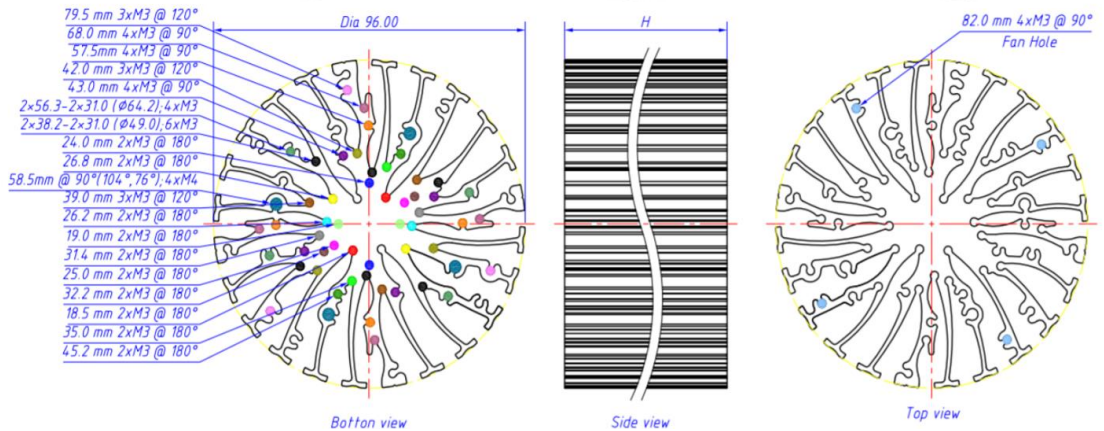 79.5 mm 3xM3 @ 120°
68.0 mm 4xM3 @ 90°
57.5mm 4xM3 @ 90°
42.0 mm 3xM3 @ 120°
43.0 mm 4xM3 @ 90°
2×56.3-2×31.0 (Φ64.2);4xM3
2×38.2-2×31.0 (Φ49.0);6xM3
24.0 mm 2xM3 @ 180°
26.8 mm 2xM3 @ 180°
58.5mm @ 90°(104°,76°);4xM4
39.0 mm 3xM3 @ 120°
26.2 mm 2xM3 @ 180°
19.0 mm 2xM3 @ 180°
31.4 mm 2xM3 @ 180°
25.0 mm 2xM3 @ 180°
32.2 mm 2xM3 @ 180°
18.5 mm 2xM3 @ 180°
35.0 mm 2xM3 @ 180°
45.2 mm 2xM3 @ 180°
Dia 96.00
Botton view
H
Side view
82.0 mm 4xM3 @ 90°
Fan Hole
Top view